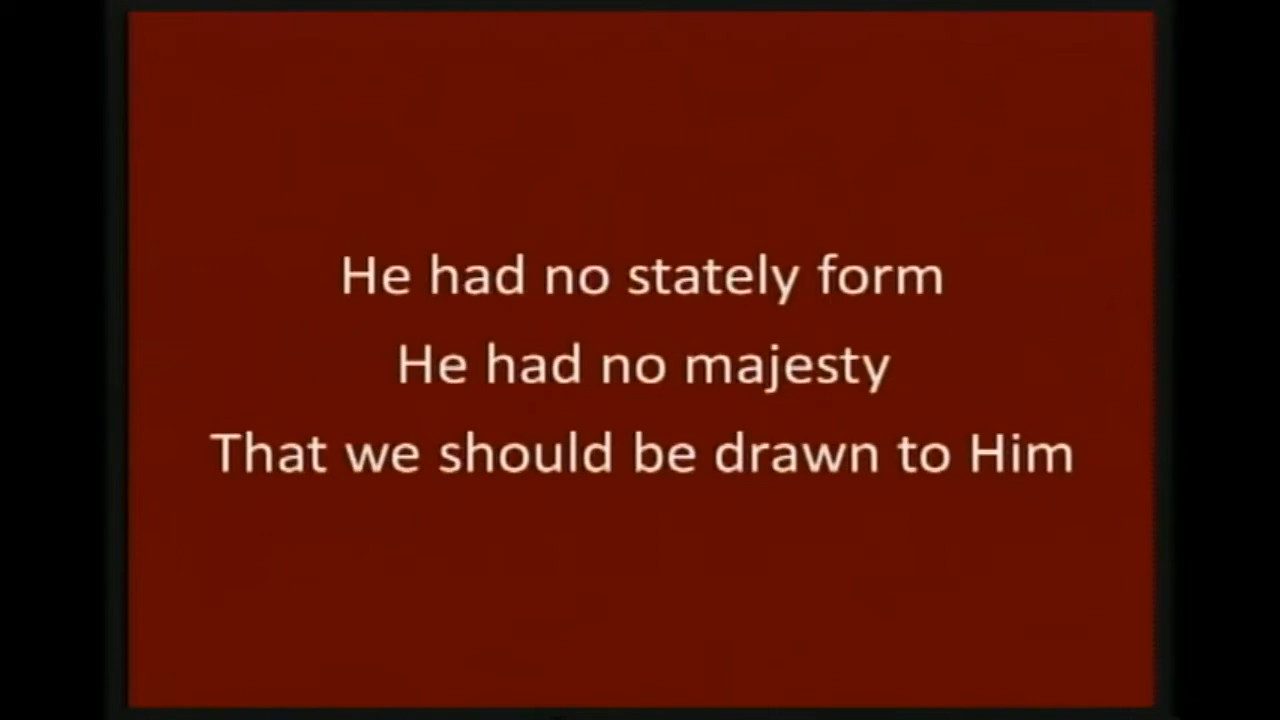 He had no stately form
He had no majesty
That we should be drawn to Him